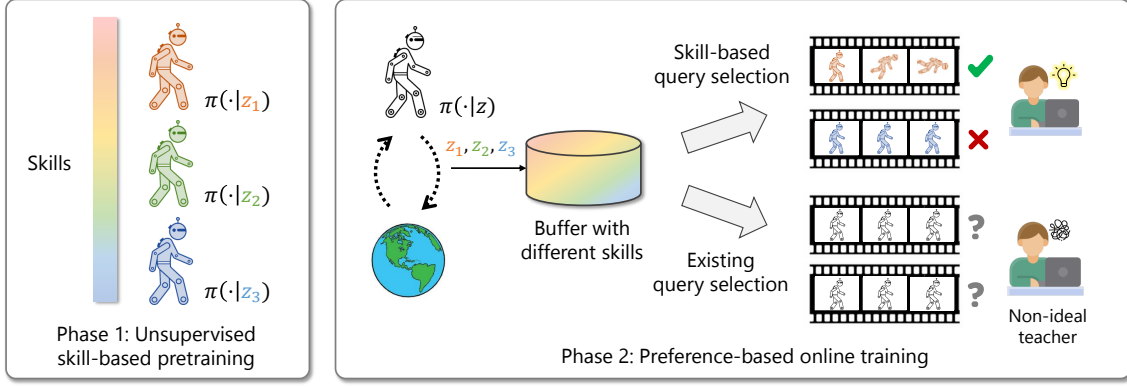 Skills
π(·|z₁)
π(·|z₂)
π(·|z₃)
Phase 1: Unsupervised
skill-based pretraining
π(·|z)
z₁, z₂, z₃
Buffer with
different skills
Skill-based
query selection
Existing
query selection
?
?
Non-ideal
teacher
Phase 2: Preference-based online training